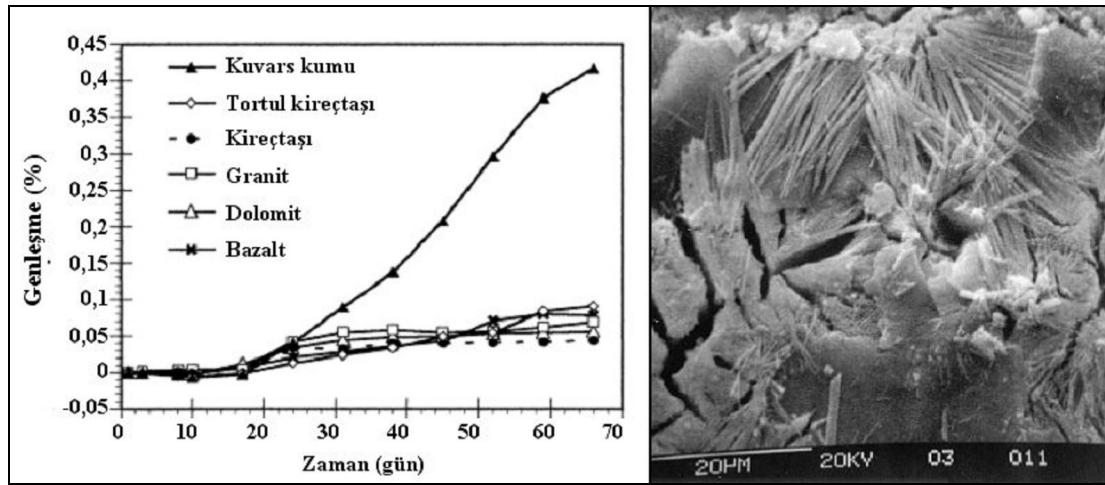 0,45
0,4
0,35
0,3
0,25
0,2
0,15
0,1
0,05
0
-0,05
Genleşme (%)
Kuvars kumu
Tortul kireçtaşı
Kireçtaşı
Granit
Dolomit
Bazalt
0 10 20 30 40 50 60 70
Zaman (gün)
20µM 20KV 03 011